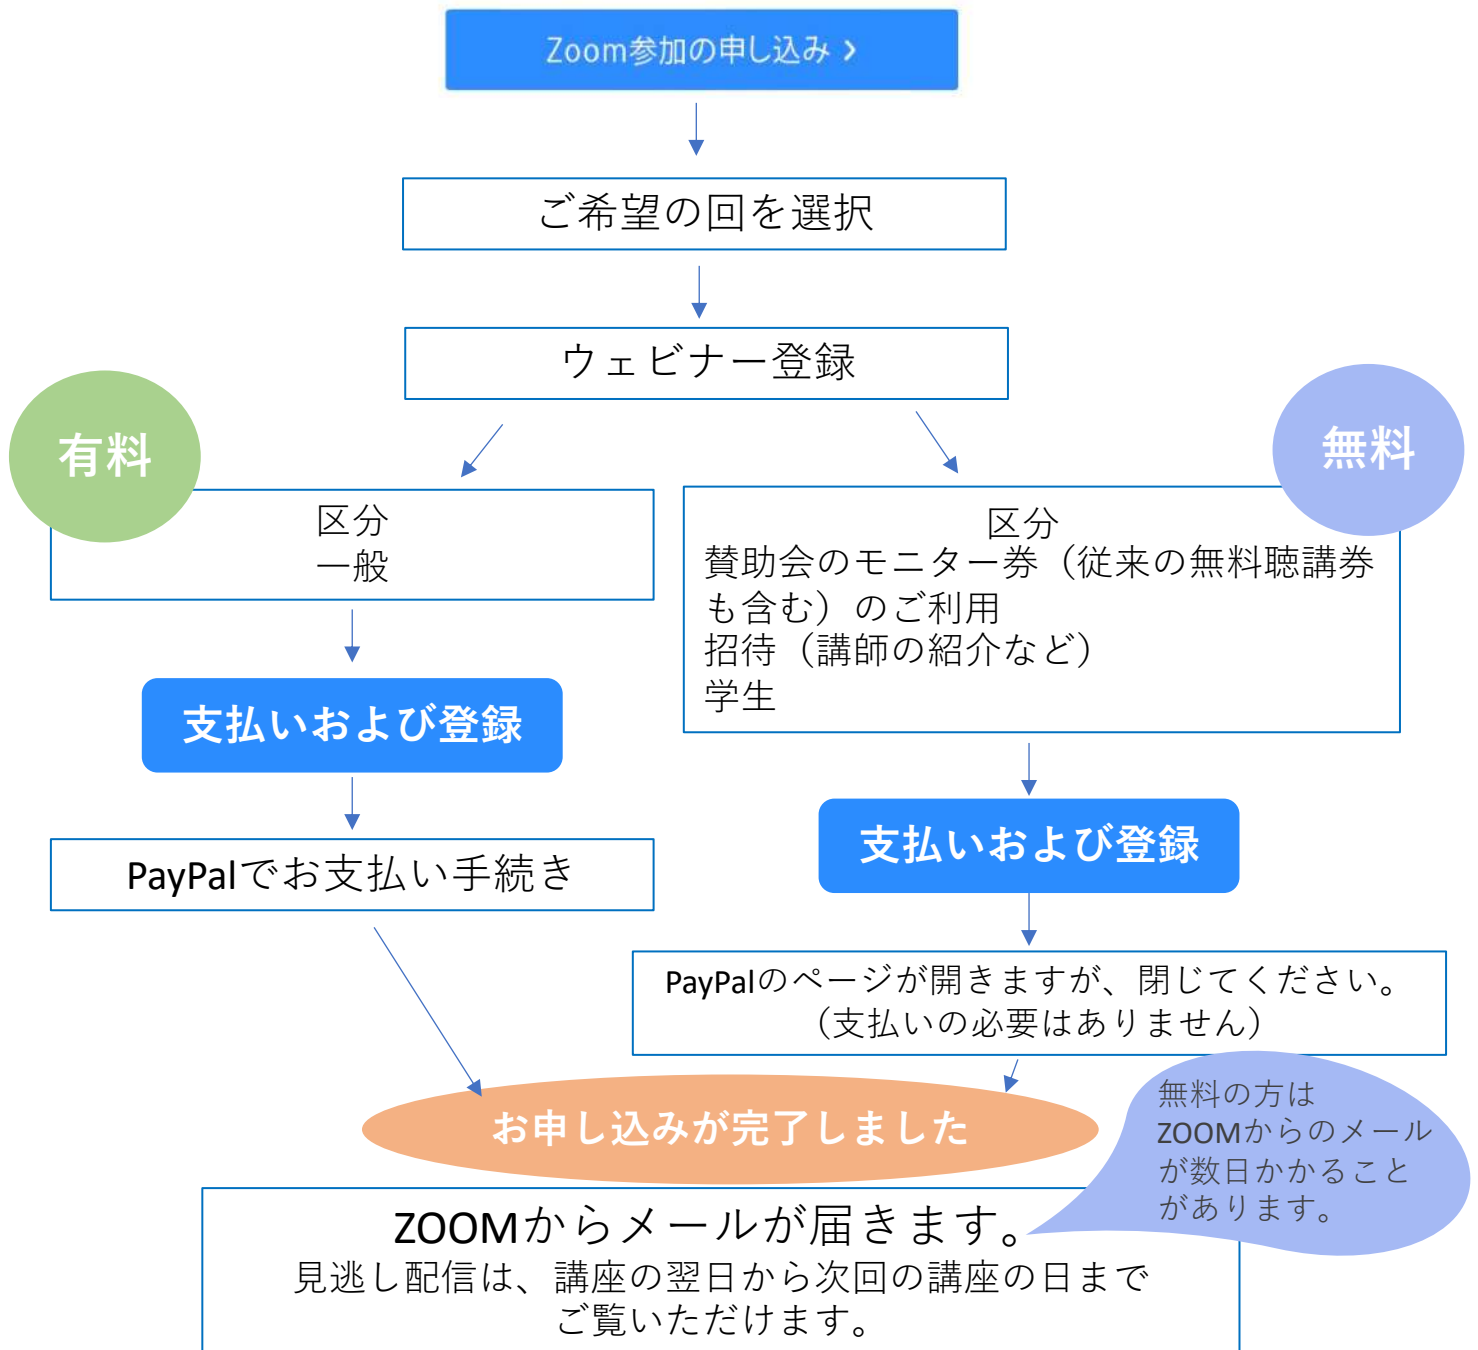 Zoom参加の申し込み ›
ご希望の回を選択
ウェビナー登録
有料
区分
一般
支払いおよび登録
PayPalでお支払い手続き
無料
区分
賛助会のモニター券（従来の無料聴講券
も含む）のご利用
招待（講師の紹介など）
学生
支払いおよび登録
PayPalのページが開きますが、閉じてください。
（支払いの必要はありません）
お申し込みが完了しました
無料の方は
ZOOMからのメール
が数日かかること
があります。
ZOOMからメールが届きます。
見逃し配信は、講座の翌日から次回の講座の日まで
ご覧いただけます。